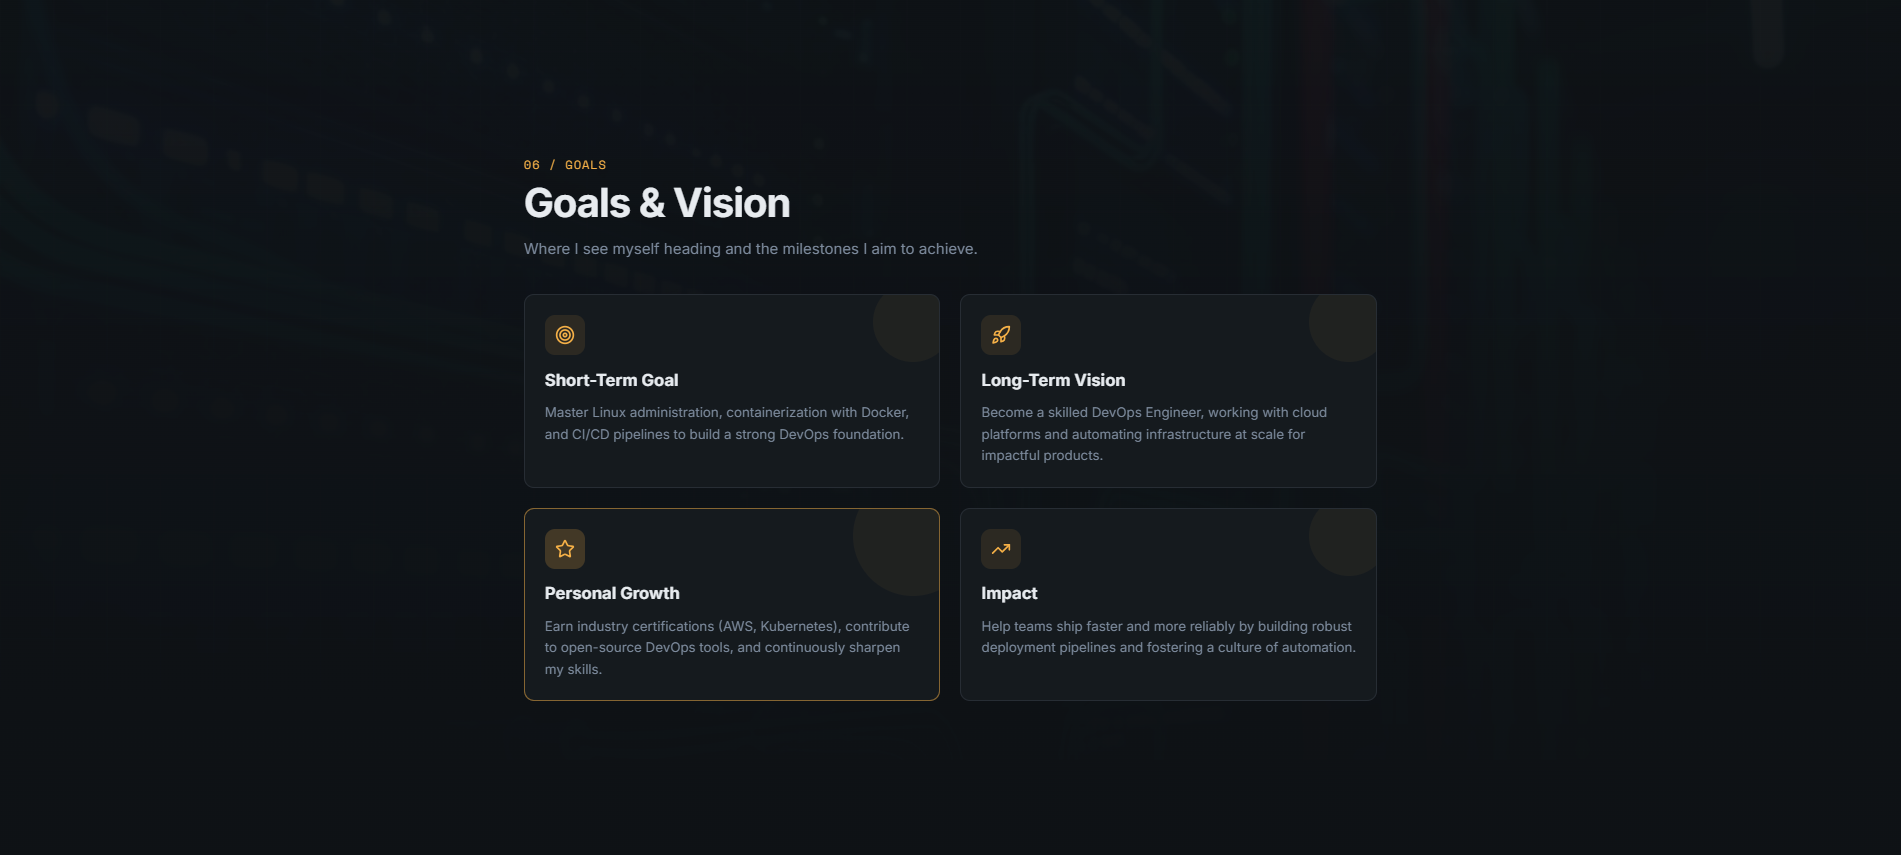 06 / GOALS
Goals & Vision
Where I see myself heading and the milestones I aim to achieve.
Short-Term Goal
Master Linux administration, containerization with Docker,
and CI/CD pipelines to build a strong DevOps foundation.
Long-Term Vision
Become a skilled DevOps Engineer, working with cloud
platforms and automating infrastructure at scale for
impactful products.
Personal Growth
Earn industry certifications (AWS, Kubernetes), contribute
to open-source DevOps tools, and continuously sharpen
my skills.
Impact
Help teams ship faster and more reliably by building robust
deployment pipelines and fostering a culture of automation.